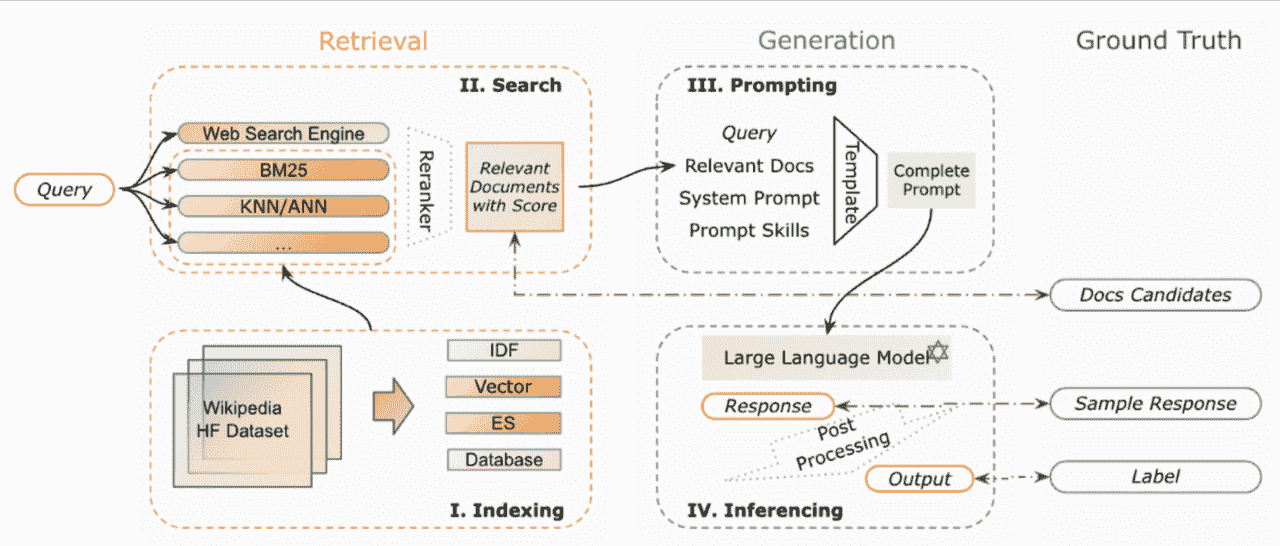 Retrieval
Generation
Ground Truth
II. Search
Query
Web Search Engine
BM25
KNN/ANN
...
Reranker
Relevant
Documents
with Score
III. Prompting
Query
Relevant Docs
System Prompt
Prompt Skills
Template
Complete
Prompt
Docs Candidates
Wikipedia
HF Dataset
IDF
Vector
ES
Database
I. Indexing
Large Language Model
Response
Post
Processing
Output
IV. Inferencing
Sample Response
Label